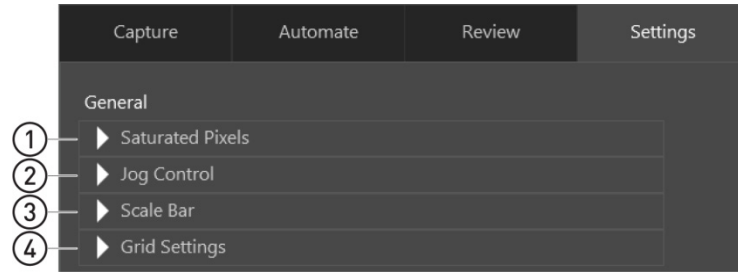 Capture Automate Review Settings
General
1 Saturated Pixels
2 Jog Control
3 Scale Bar
4 Grid Settings